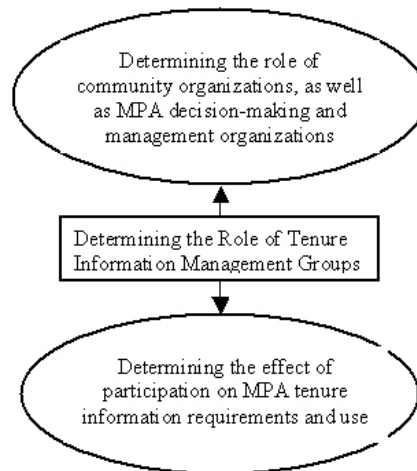 Determining the role of
community organizations, as well
as MPA decision-making and
management organizations
Determining the Role of Tenure
Information Management Groups
Determining the effect of
participation on MPA tenure
information requirements and use